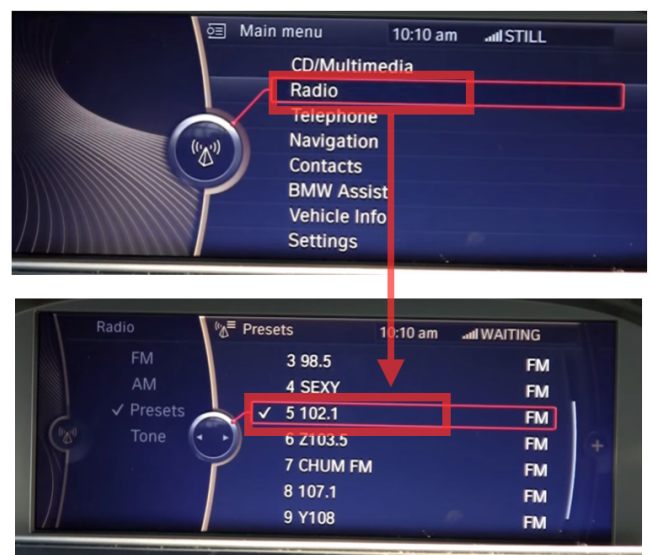 Main menu 10:10 am STILL
CD/Multimedia
Radio
Telephone
Navigation
Contacts
BMW Assist
Vehicle Info
Settings
Radio Presets 10:10 am WAITING
FM 3 98.5 FM
AM 4 SEXY FM
✓ Presets ✓ 5 102.1 FM
Tone 6 Z103.5 FM
7 CHUM FM FM
8 107.1 FM
9 Y108 FM